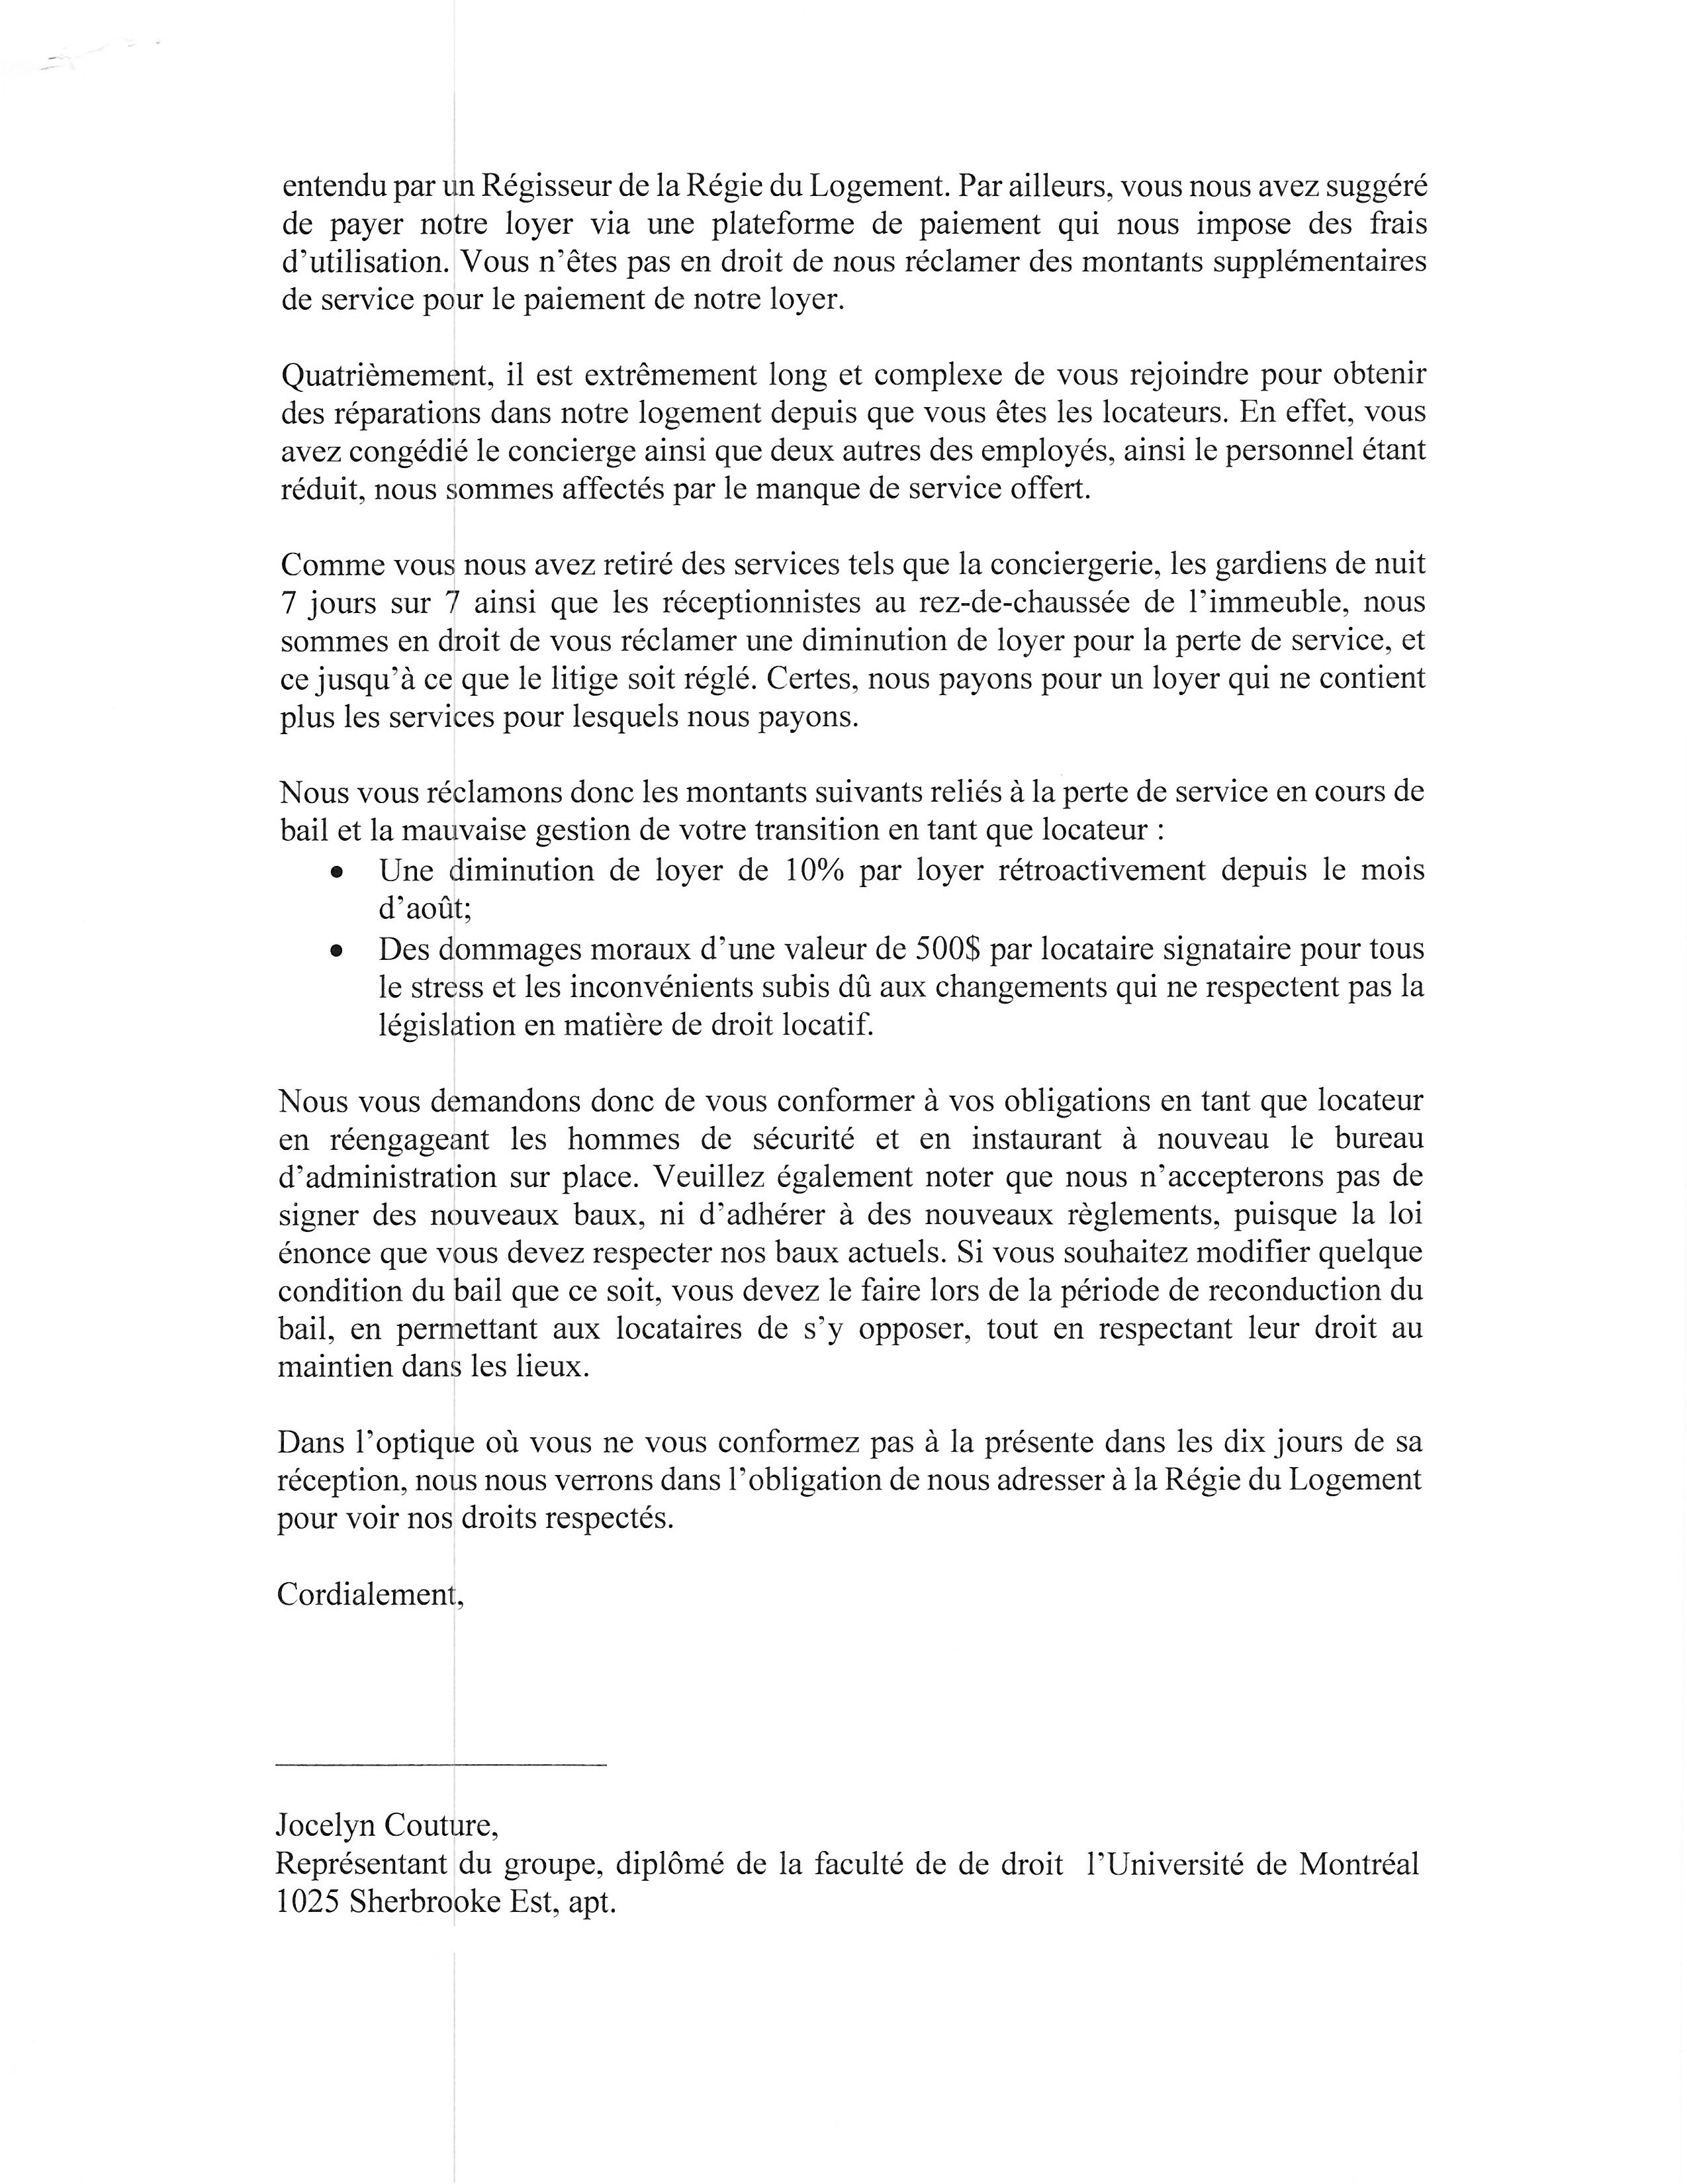 entendu par un Régisseur de la Régie du Logement. Par ailleurs, vous nous avez suggéré
de payer notre loyer via une plateforme de paiement qui nous impose des frais
d’utilisation. Vous n’êtes pas en droit de nous réclamer des montants supplémentaires
de service pour le paiement de notre loyer.
Quatrièmement, il est extrêmement long et complexe de vous rejoindre pour obtenir
des réparations dans notre logement depuis que vous êtes les locateurs. En effet, vous
avez congédié le concierge ainsi que deux autres des employés, ainsi le personnel étant
réduit, nous sommes affectés par le manque de service offert.
Comme vous nous avez retiré des services tels que la conciergerie, les gardiens de nuit
7 jours sur 7 ainsi que les réceptionnistes au rez-de-chaussée de l’immeuble, nous
sommes en droit de vous réclamer une diminution de loyer pour la perte de service, et
ce jusqu’à ce que le litige soit réglé. Certes, nous payons pour un loyer qui ne contient
plus les services pour lesquels nous payons.
Nous vous réclamons donc les montants suivants reliés à la perte de service en cours de
bail et la mauvaise gestion de votre transition en tant que locateur :
• Une diminution de loyer de 10% par loyer rétroactivement depuis le mois
d’août;
• Des dommages moraux d’une valeur de 500$ par locataire signataire pour tous
le stress et les inconvénients subis dû aux changements qui ne respectent pas la
législation en matière de droit locatif.
Nous vous demandons donc de vous conformer à vos obligations en tant que locateur
en réengageant les hommes de sécurité et en instaurant à nouveau le bureau
d’administration sur place. Veuillez également noter que nous n’accepterons pas de
signer des nouveaux baux, ni d’adhérer à des nouveaux règlements, puisque la loi
énonce que vous devez respecter nos baux actuels. Si vous souhaitez modifier quelque
condition du bail que ce soit, vous devez le faire lors de la période de reconduction du
bail, en permettant aux locataires de s’y opposer, tout en respectant leur droit au
maintien dans les lieux.
Dans l’optique où vous ne vous conformez pas à la présente dans les dix jours de sa
réception, nous nous verrons dans l’obligation de nous adresser à la Régie du Logement
pour voir nos droits respectés.
Cordialement,
Jocelyn Couture,
Représentant du groupe, diplômé de la faculté de de droit l’Université de Montréal
1025 Sherbrooke Est, apt.